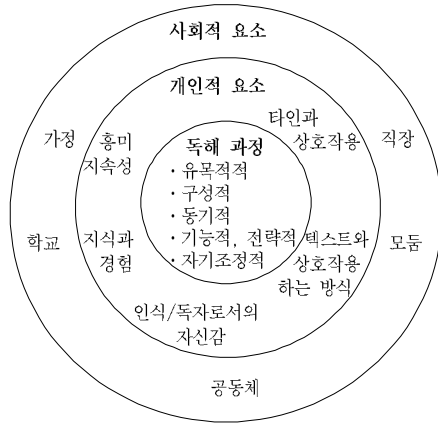 사회적 요소
개인적 요소
타인과
상호작용
가정
흥미
지속성
직장
독해 과정
·유목적적
·구성적
·동기적
·기능적, 전략적
·자기조정적
학교
지식과
경험
텍스트와
상호작용
하는 방식
모둠
인식/독자로서의
자신감
공동체